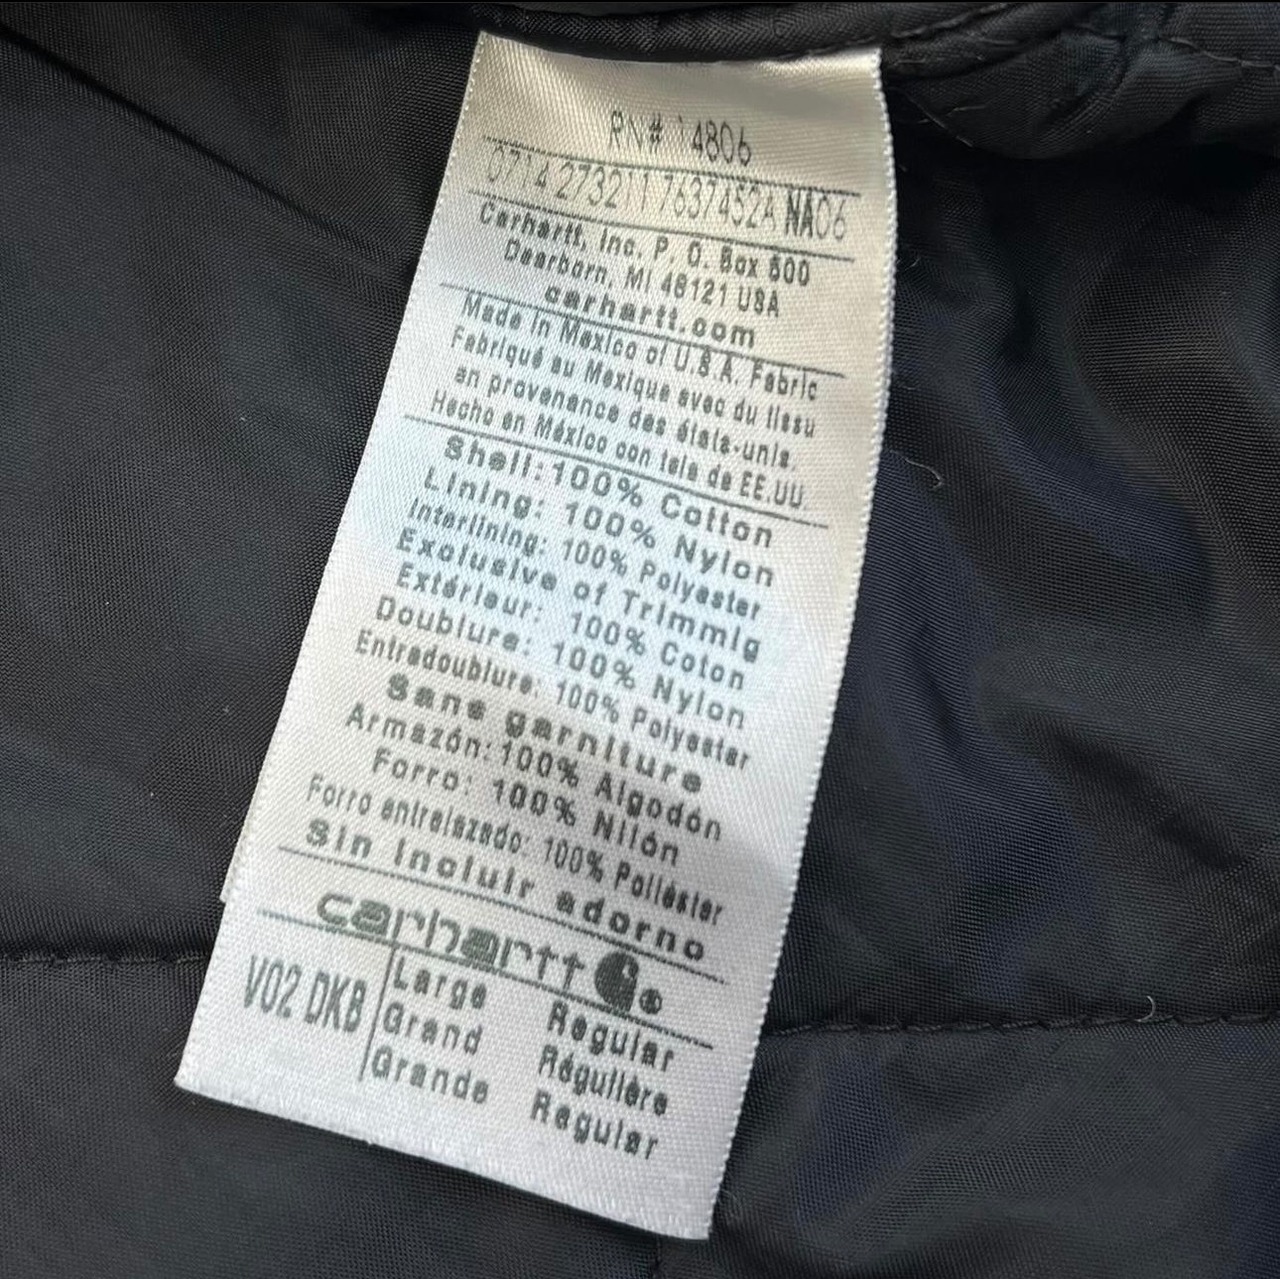 RN# 14806
0714 273211 7637452A NA06
Carhartt, Inc. P. O. Box 600
Dearborn, MI 48121 USA
carhartt.com
Made in Mexico of U.S.A. Fabric
Fabriqué au Mexique avec du tissu
en provenance des états-unis.
Hecho en México con tela de EE.UU.
Shell: 100% Cotton
Lining: 100% Nylon
Interlining: 100% Polyester
Exclusive of Trimmig
Extérieur: 100% Coton
Doublure: 100% Nylon
Entradoublure: 100% Polyester
Sans garniture
Armazón: 100% Algodón
Forro: 100% Nilón
Forro entrelazado: 100% Poliéster
Sin incluir adorno
carhartt ®
V02 DKB
Large Regular
Grand Régulière
Grande Regular